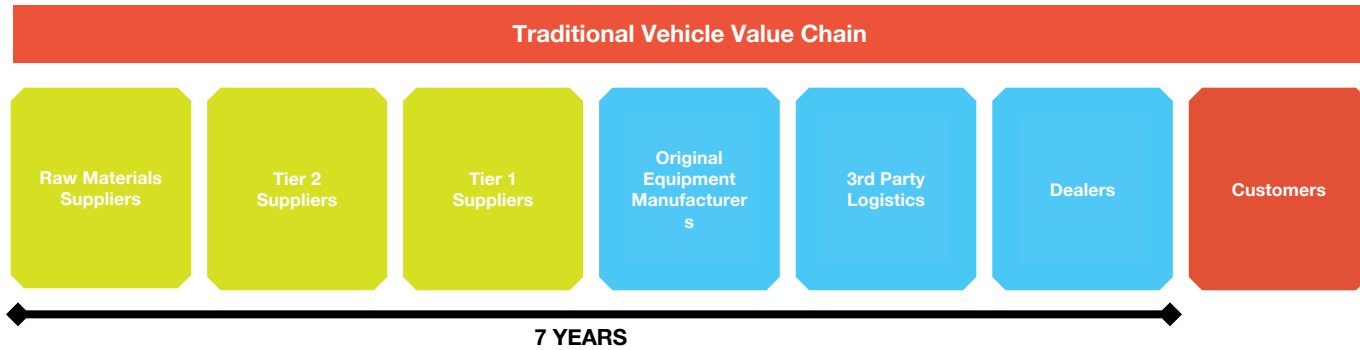 Traditional Vehicle Value Chain
Raw Materials
Suppliers
Tier 2
Suppliers
Tier 1
Suppliers
Original
Equipment
Manufacturer
s
3rd Party
Logistics
Dealers
Customers
7 YEARS